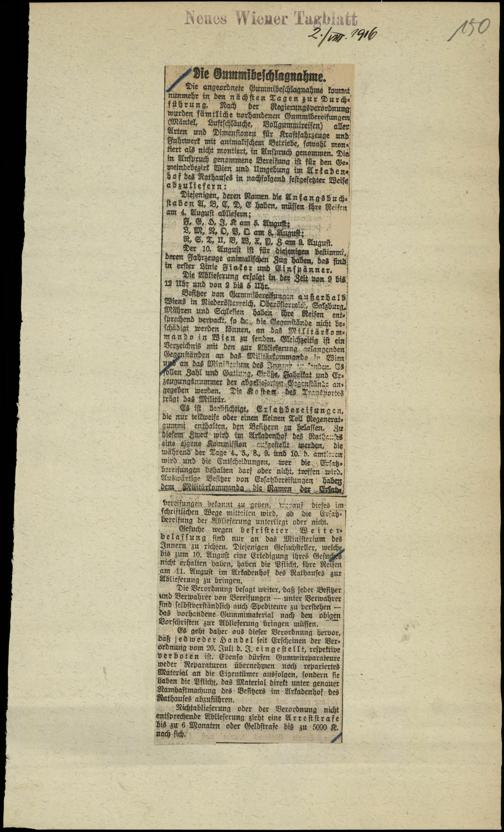 Neues Wiener Tagblatt
2./VIII. 1916
150
Die Gummibeschlagnahme.
Die angeordnete Gummibeschlagnahme kommt
nunmehr in den nächsten Tagen zur Durch-
führung. Nach der Regierungsverordnung
wurden sämtliche vorhandenen Gummibereifungen
(Mäntel, Luftschläuche, Vollgummireifen) aller
Arten und Dimensionen für Kraftfahrzeuge und
Fuhrwerk mit animalischem Betriebe, sowohl mon-
tiert als nicht montiert, in Anspruch genommen. Die
in Anspruch genommene Bereifung ist für den Ge-
meindebezirk Wien und Umgebung im Arkaden-
hof des Rathauses in nachfolgend festgesetzter Weise
abzuliefern:
Diejenigen, deren Namen die Anfangsbuch-
staben A, B, C, D, E haben, müssen ihre Reifen
am 4. August abliefern;
F, G, H, J, K am 5. August;
L, M, N, O, P, Q am 8. August;
R, S, T, U, V, W, X, Y, Z am 9. August.
Der 10. August ist für diejenigen bestimmt,
deren Fahrzeuge animalischen Zug haben, das sind
in erster Linie Fiaker und Einspänner.
Die Ablieferung erfolgt in der Zeit von 9 bis
12 Uhr und von 2 bis 5 Uhr.
Besitzer von Gummibereifungen außerhalb
Wiens in Niederösterreich, Oberösterreich, Salzburg,
Mähren und Schlesien haben ihre Reifen ent-
sprechend verpackt, so daß die Gegenstände nicht be-
schädigt werden können, an das Militärkom-
mando in Wien zu senden. Gleichzeitig ist ein
Verzeichnis mit den zur Ablieferung gelangenden
Gegenständen an das Militärkommando in Wien
und an das Ministerium des Innern zu senden. Es
sollen Zahl und Gattung, Größe, Fabrikat und Er-
zeugungsnummer der abgelieferten Gegenstände an-
gegeben werden. Die Kosten des Transportes
trägt das Militär.
Es ist beabsichtigt, Ersatzbereifungen,
die nur teilweise oder einen kleinen Teil Regenerat-
gummi enthalten, den Besitzern zu belassen. Zu
diesem Zweck wird im Arkadenhof des Rathauses
eine eigene Kommission aufgestellt werden, die
während der Tage 4., 5., 8., 9. und 10. d. amtieren
wird und die Entscheidungen, wer die Ersatz-
bereifungen behalten darf oder nicht, treffen wird.
Auswärtige Besitzer von Ersatzbereifungen haben
dem Militärkommando die Namen der Ersatz-
bereifungen bekannt zu geben, worauf dieses im
schriftlichen Wege mitteilen wird, ob die Ersatz-
bereifung der Ablieferung unterliegt oder nicht.
Gesuche wegen befristeter Weiter-
belassung sind nur an das Ministerium des
Innern zu richten. Diejenigen Gesuchsteller, welche
bis zum 10. August eine Erledigung ihres Gesuches
nicht erhalten haben, haben die Pflicht, ihre Reifen
am 11. August im Arkadenhof des Rathauses zur
Ablieferung zu bringen.
Die Verordnung besagt weiter, daß jeder Besitzer
und Verwahrer von Bereifungen — unter Verwahrer
sind selbstverständlich auch Spediteure zu verstehen —
das vorhandene Gummimaterial nach den obigen
Vorschriften zur Ablieferung bringen müssen.
Es geht daher aus dieser Verordnung hervor,
daß jedweder Handel seit Erscheinen der Ver-
ordnung vom 20. Juli d. J. eingestellt, respektive
verboten ist. Ebenso dürfen Gummireparateure
weder Reparaturen übernehmen noch repariertes
Material an die Eigentümer ausfolgen, sondern sie
haben die Pflicht, das Material direkt unter genauer
Namhaftmachung des Besitzers im Arkadenhof des
Rathauses abzuführen.
Nichtablieferung oder der Verordnung nicht
entsprechende Ablieferung zieht eine Arreststrafe
bis zu 6 Monaten oder Geldstrafe bis zu 5000 K.
nach sich.